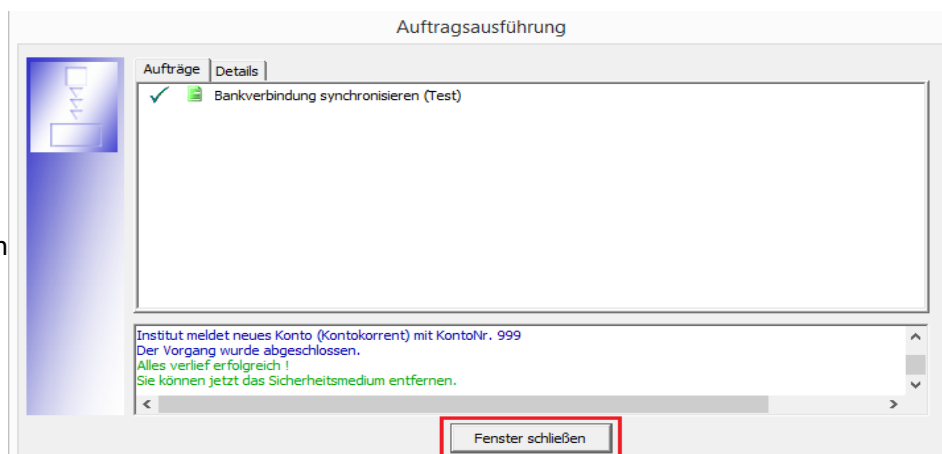 Auftragsausführung
Aufträge Details
Bankverbindung synchronisieren (Test)
n
Institut meldet neues Konto (Kontokorrent) mit KontoNr. 999
Der Vorgang wurde abgeschlossen.
Alles verlief erfolgreich !
Sie können jetzt das Sicherheitsmedium entfernen.
Fenster schließen